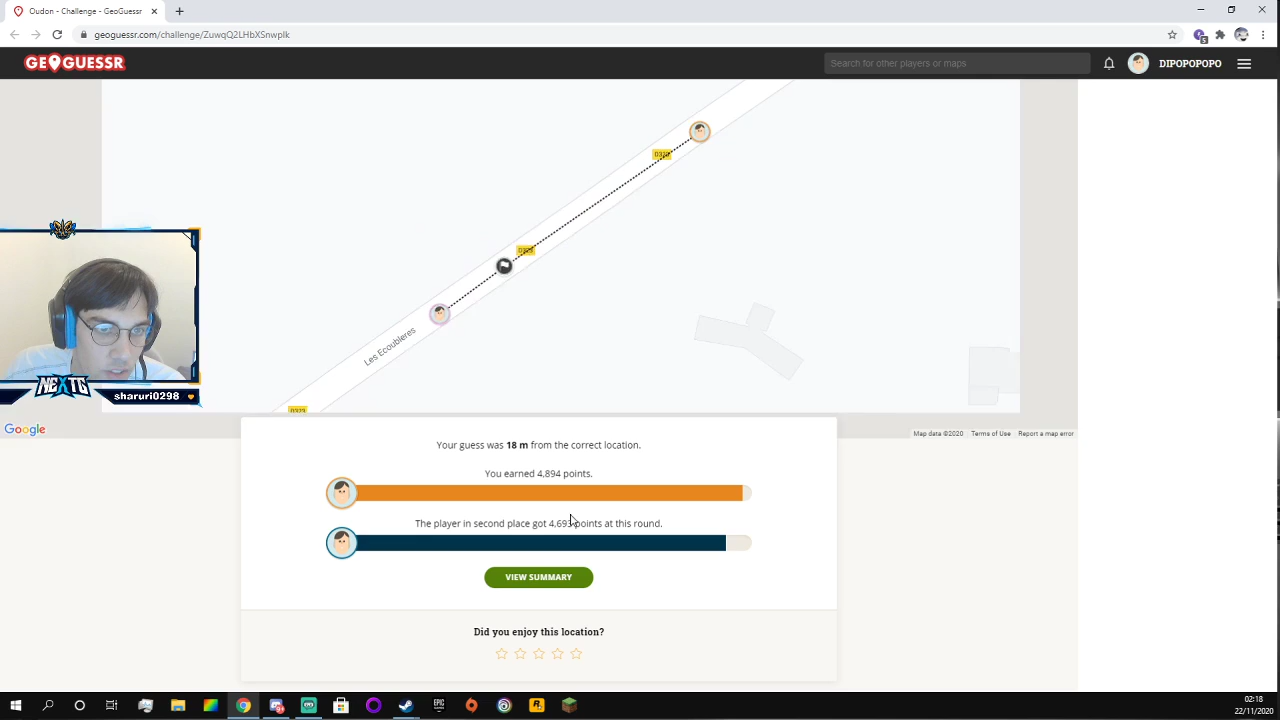 Oudon - Challenge - GeoGuessr
geoguessr.com/challenge/ZuwqQ2LHbXSnwplk
GEOGUESSR
Search for other players or maps
DIPOPOPOPO
D323
Les Ecoublères
D323
NEXTG
sharuri0298
Google
Map data ©2020 Terms of Use Report a map error
Your guess was 18 m from the correct location.
You earned 4,894 points.
The player in second place got 4,693 points at this round.
VIEW SUMMARY
Did you enjoy this location?
EPIC
02:18
22/11/2020